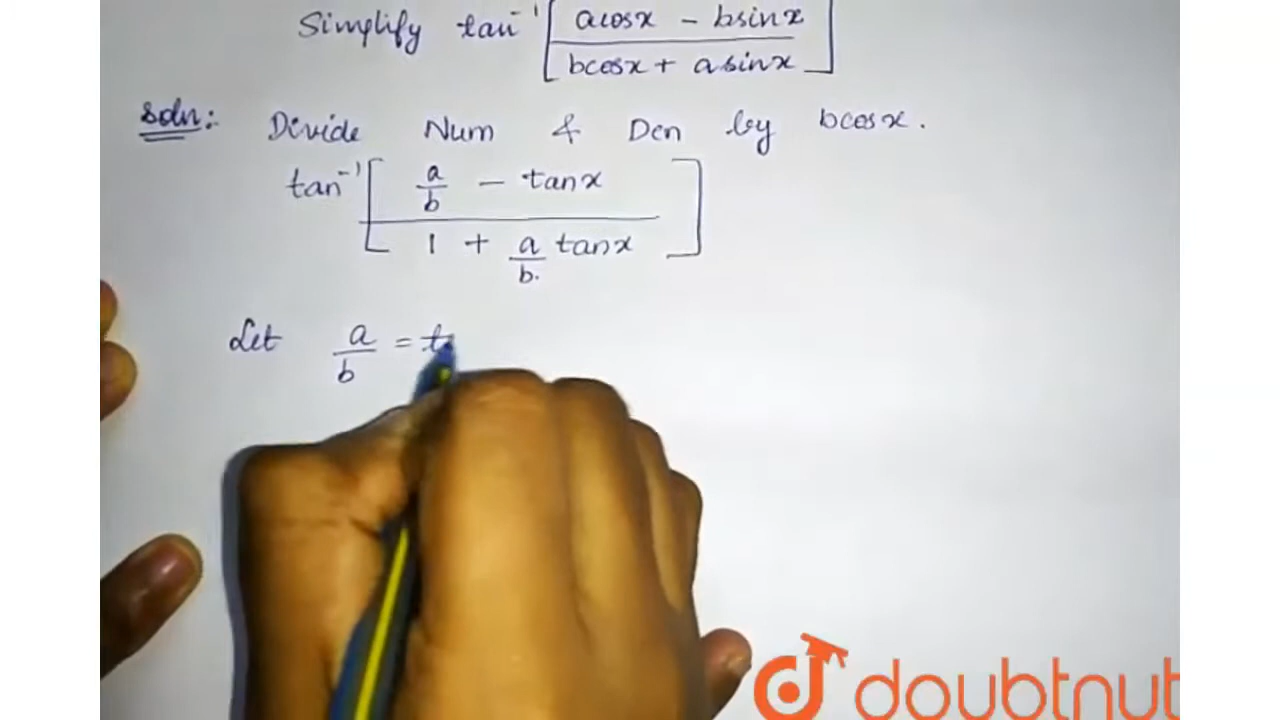 Simplify tan⁻¹ [ acosx - bsinx / bcosx + asinx ]
Soln: Divide Num & Den by bcosx.
tan⁻¹ [ a/b - tanx / 1 + a/b. tanx ]
Let a/b = t
doubtnut